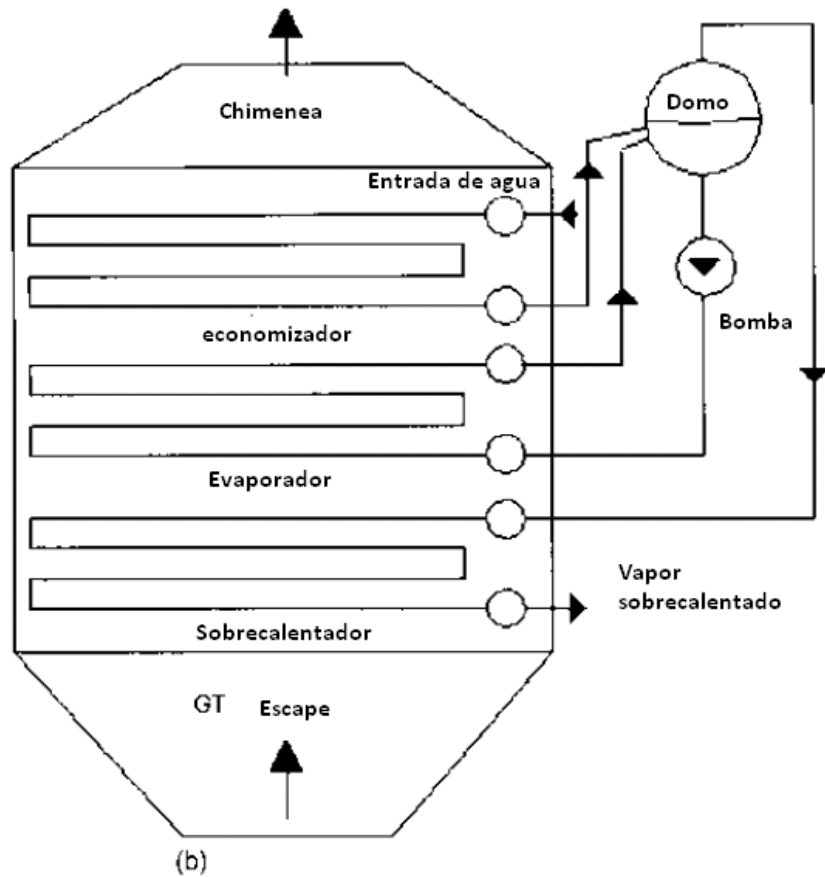 Chimenea
Domo
Entrada de agua
Bomba
economizador
Evaporador
Vapor
sobrecalentado
Sobrecalentador
GT Escape
(b)